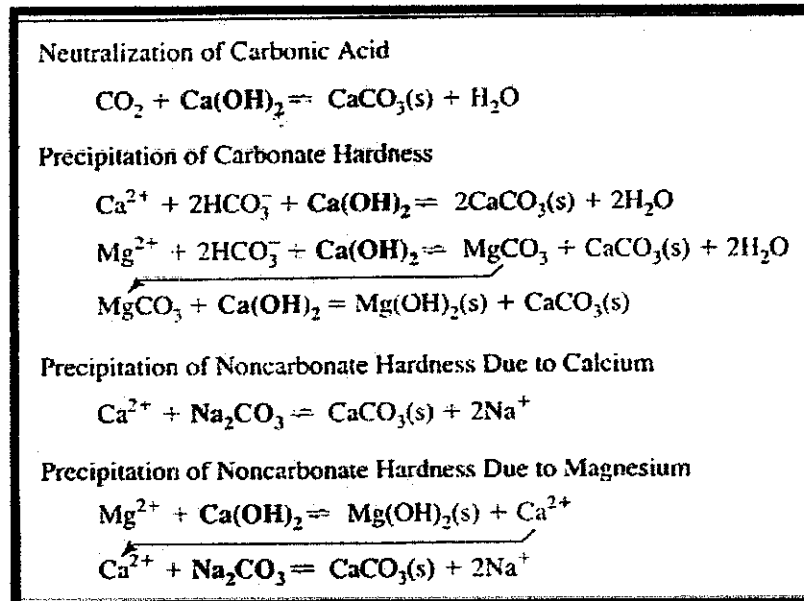 Neutralization of Carbonic Acid
CO₂ + Ca(OH)₂ = CaCO₃(s) + H₂O
Precipitation of Carbonate Hardness
Ca²⁺ + 2HCO₃⁻ + Ca(OH)₂ = 2CaCO₃(s) + 2H₂O
Mg²⁺ + 2HCO₃⁻ + Ca(OH)₂ = MgCO₃ + CaCO₃(s) + 2H₂O
MgCO₃ + Ca(OH)₂ = Mg(OH)₂(s) + CaCO₃(s)
Precipitation of Noncarbonate Hardness Due to Calcium
Ca²⁺ + Na₂CO₃ = CaCO₃(s) + 2Na⁺
Precipitation of Noncarbonate Hardness Due to Magnesium
Mg²⁺ + Ca(OH)₂ = Mg(OH)₂(s) + Ca²⁺
Ca²⁺ + Na₂CO₃ = CaCO₃(s) + 2Na⁺